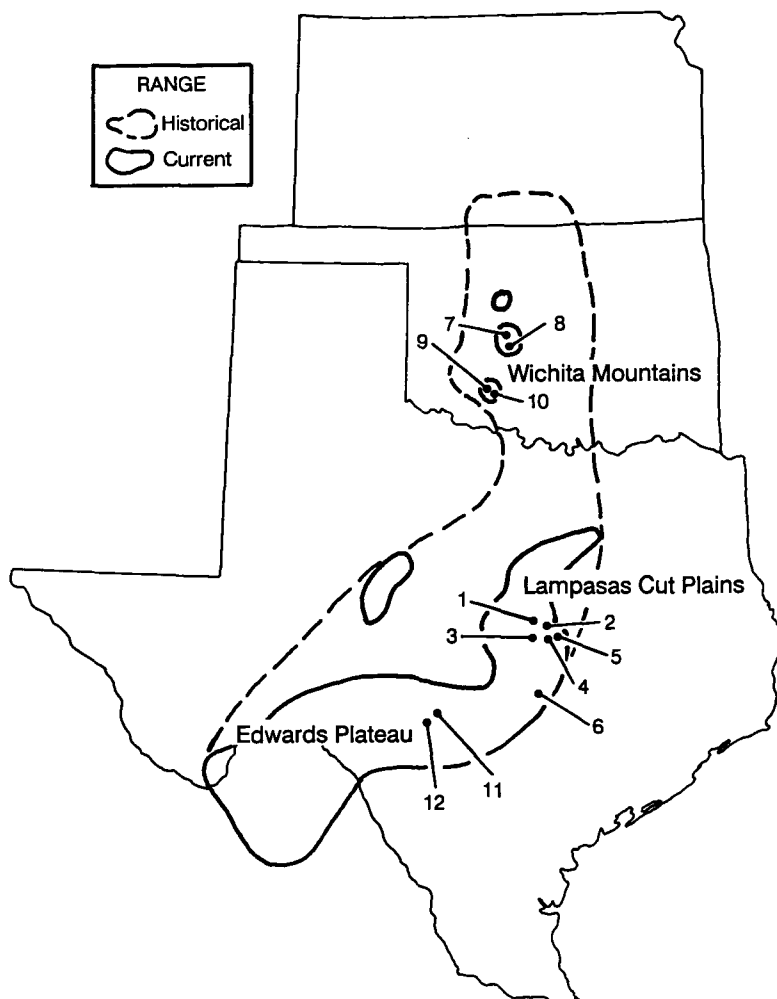 RANGE
Historical
Current
7
8
9
Wichita Mountains
10
Lampasas Cut Plains
1
2
3
5
4
6
Edwards Plateau
12
11